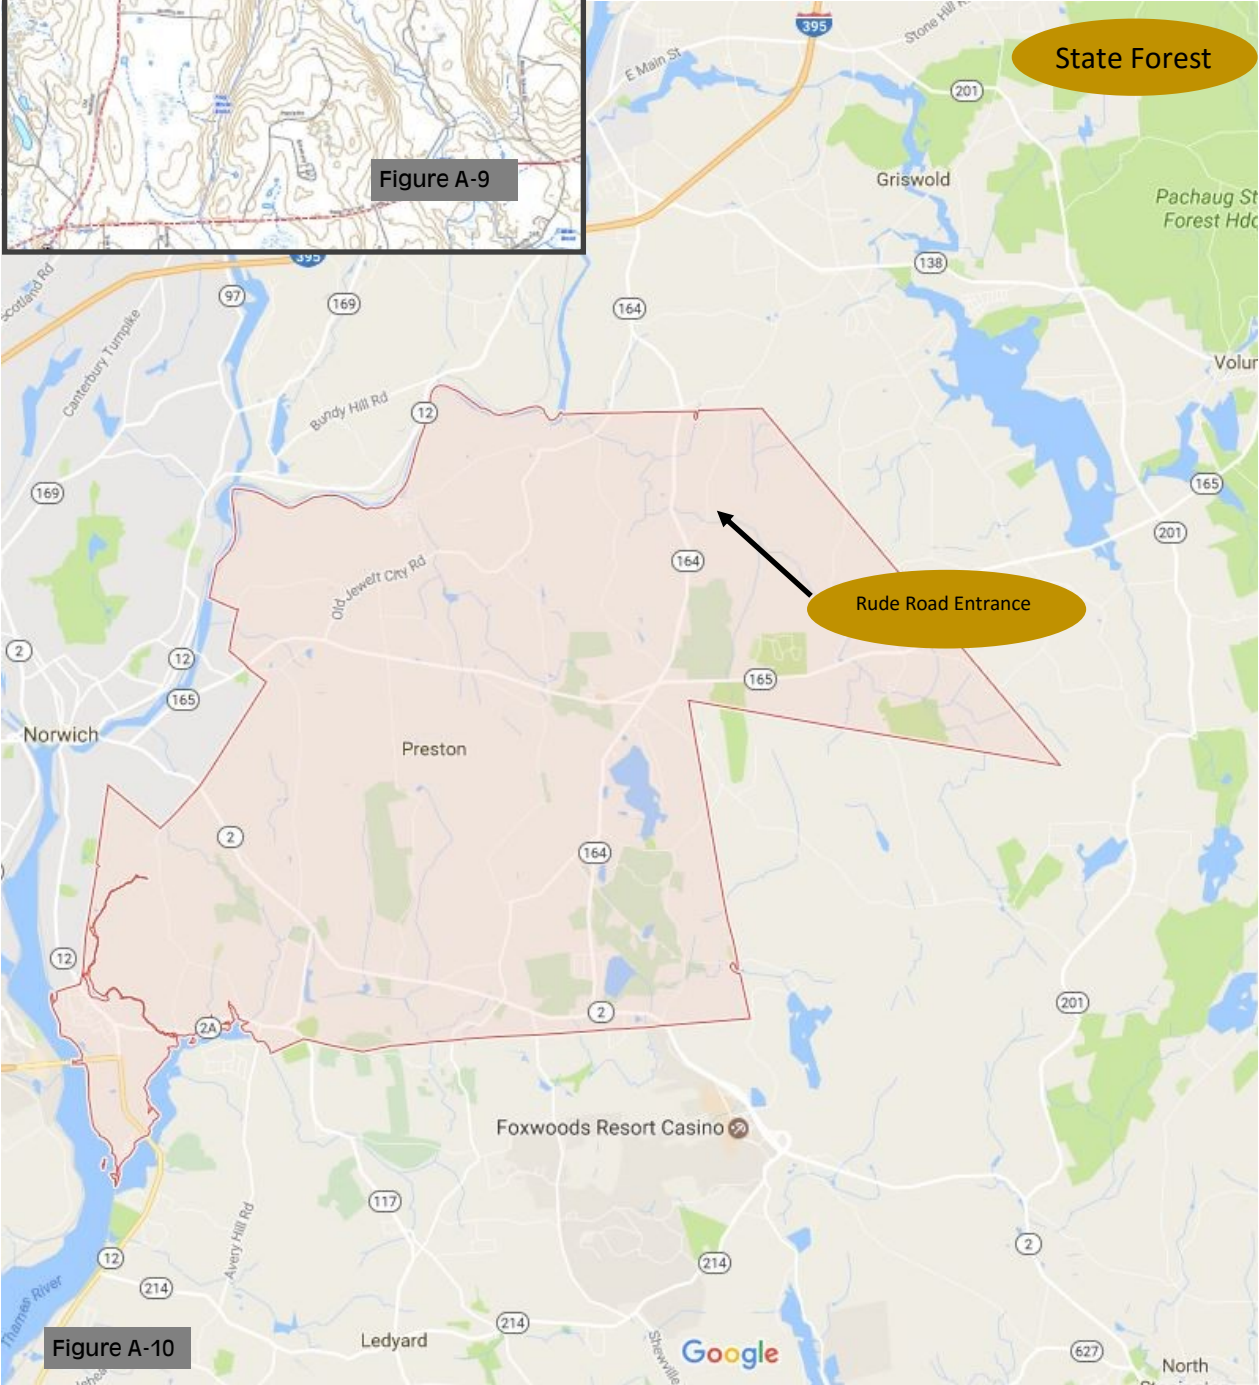 395
Stone Hill R
E Main St
State Forest
201
Figure A-9
Griswold
Pachaug St
Forest Hdq
138
395
Scotland Rd
97
169
164
Canterbury Turnpike
Volun
Bundy Hill Rd
12
169
165
201
164
Old Jewett City Rd
Rude Road Entrance
2
12
165
165
Norwich
Preston
2
164
12
201
2
2A
Foxwoods Resort Casino
117
Avery Hill Rd
2
12
214
214
Thames River
214
Figure A-10
Ledyard
Shewville
Google
627
North